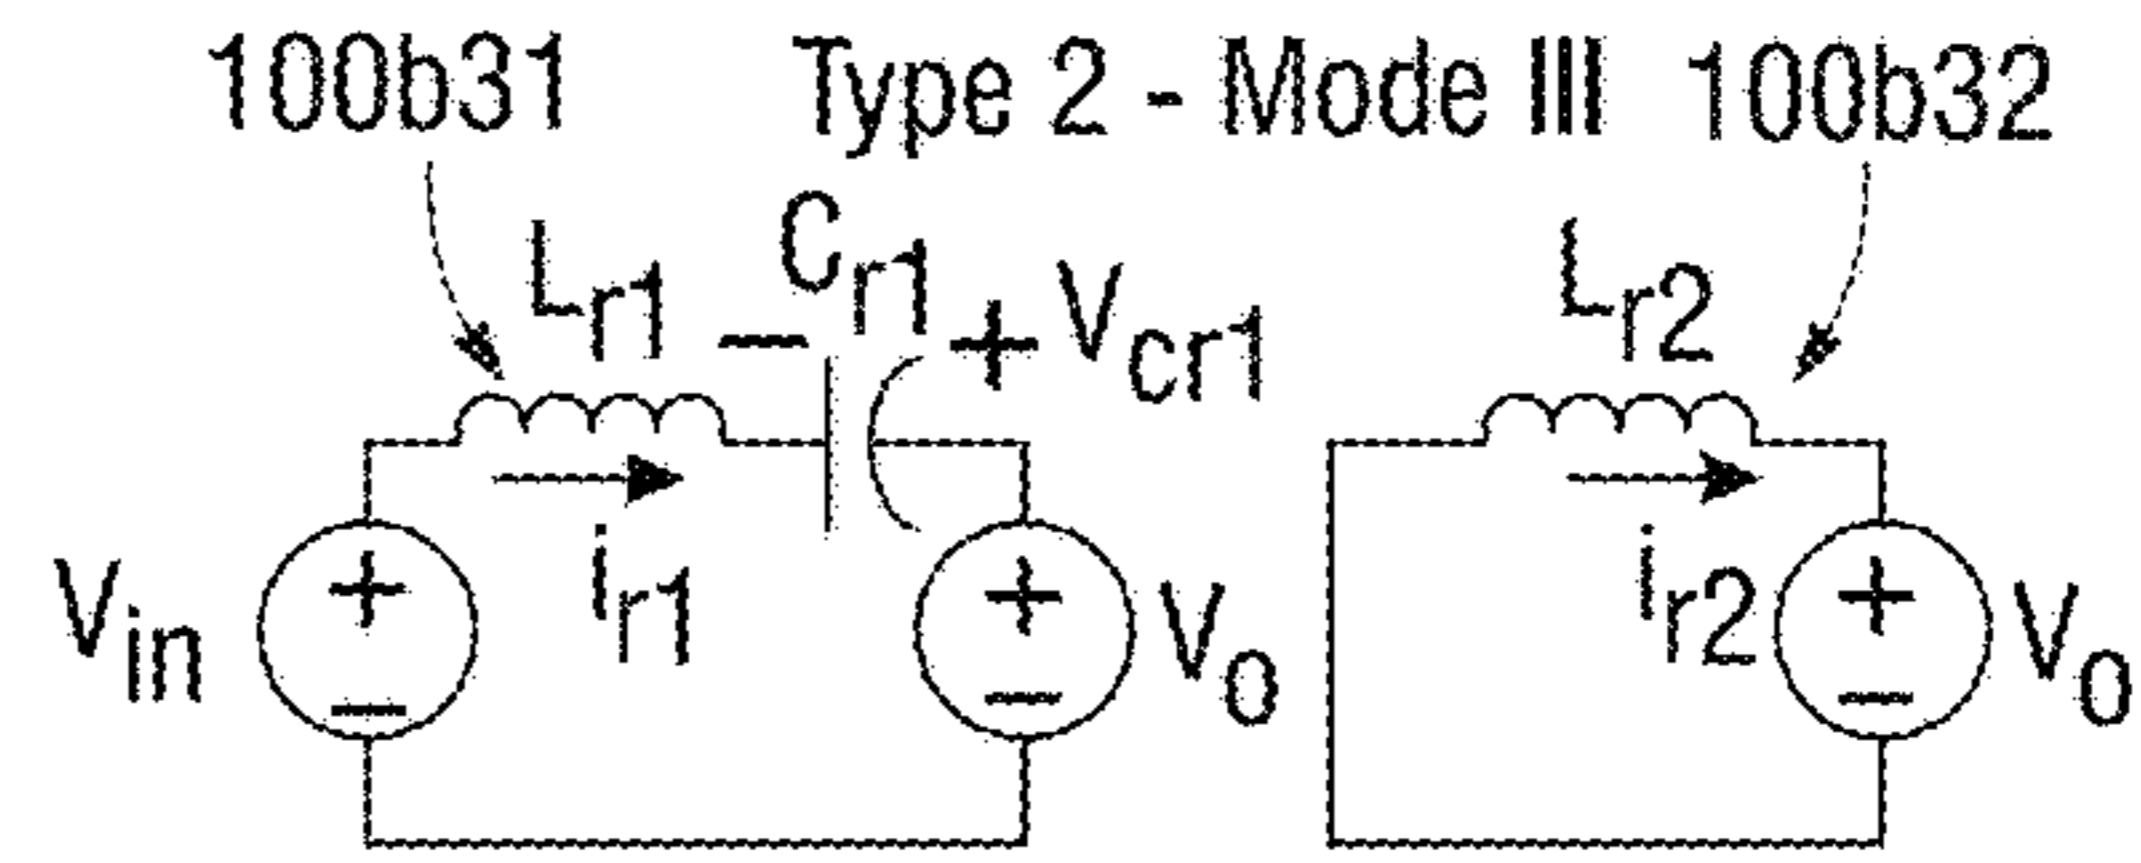 100b31 Type 2 - Mode III 100b32
Lr1 Cr1 Lr2
− + Vcr1
ir1 ir2
Vin + − + − Vo + − Vo